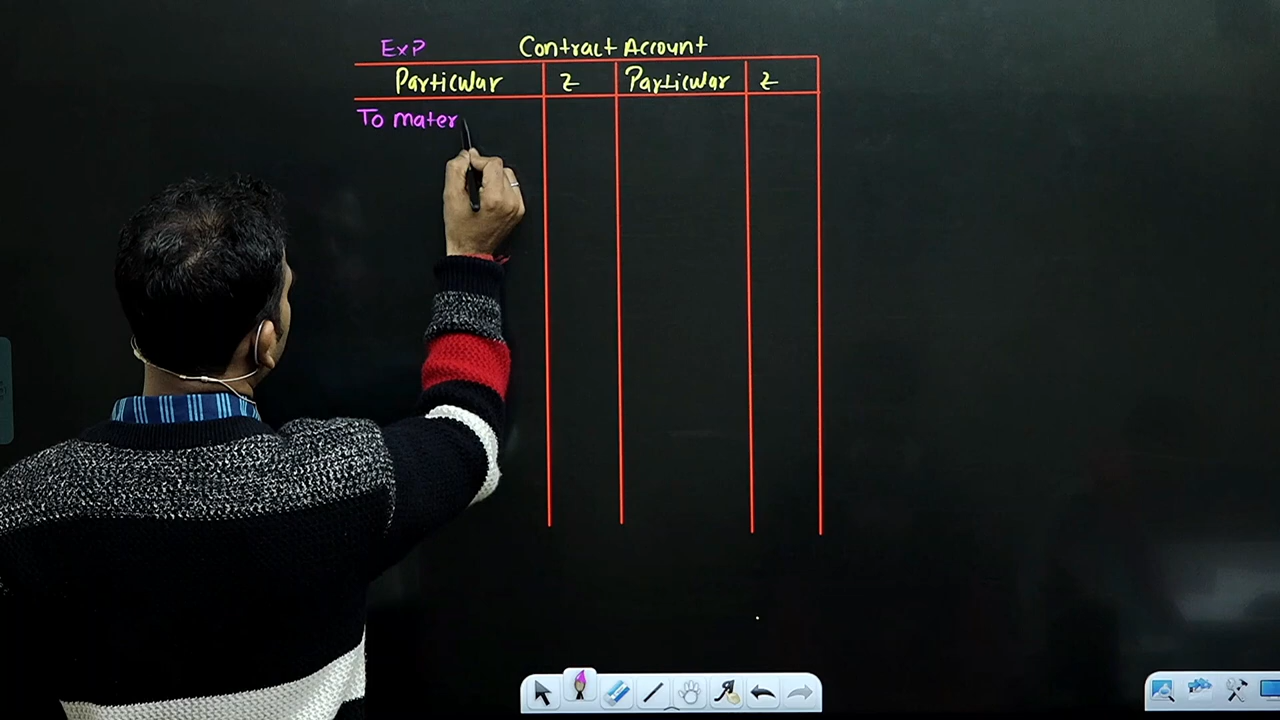 Exp Contract Account
Particular ₹ Particular ₹
To mater